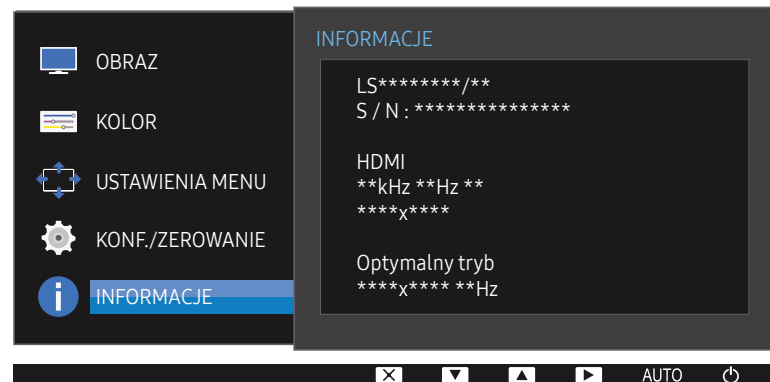 OBRAZ
KOLOR
USTAWIENIA MENU
KONF./ZEROWANIE
INFORMACJE
INFORMACJE
LS********/**
S / N : ***************
HDMI
**kHz **Hz **
****x****
Optymalny tryb
****x**** **Hz
AUTO